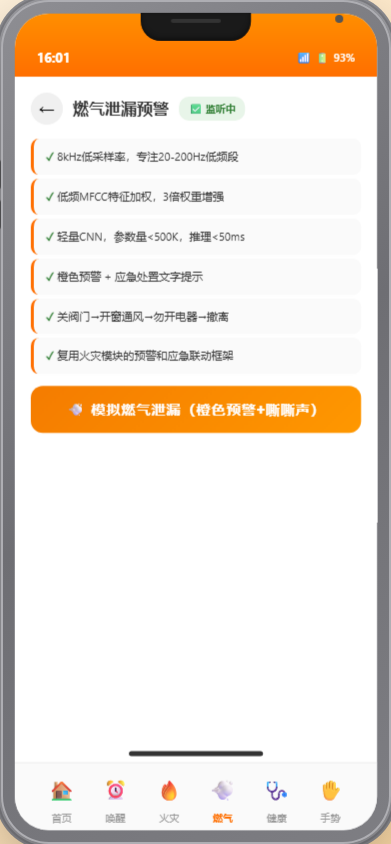 16:01
93%
← 燃气泄漏预警 ✅ 监听中
✓ 8kHz低采样率，专注20-200Hz低频段
✓ 低频MFCC特征加权，3倍权重增强
✓ 轻量CNN，参数量<500K，推理<50ms
✓ 橙色预警 + 应急处置文字提示
✓ 关阀门→开窗通风→勿开电器→撤离
✓ 复用火灾模块的预警和应急联动框架
模拟燃气泄漏（橙色预警+嘶嘶声）
首页 唤醒 火灾 燃气 健康 手势